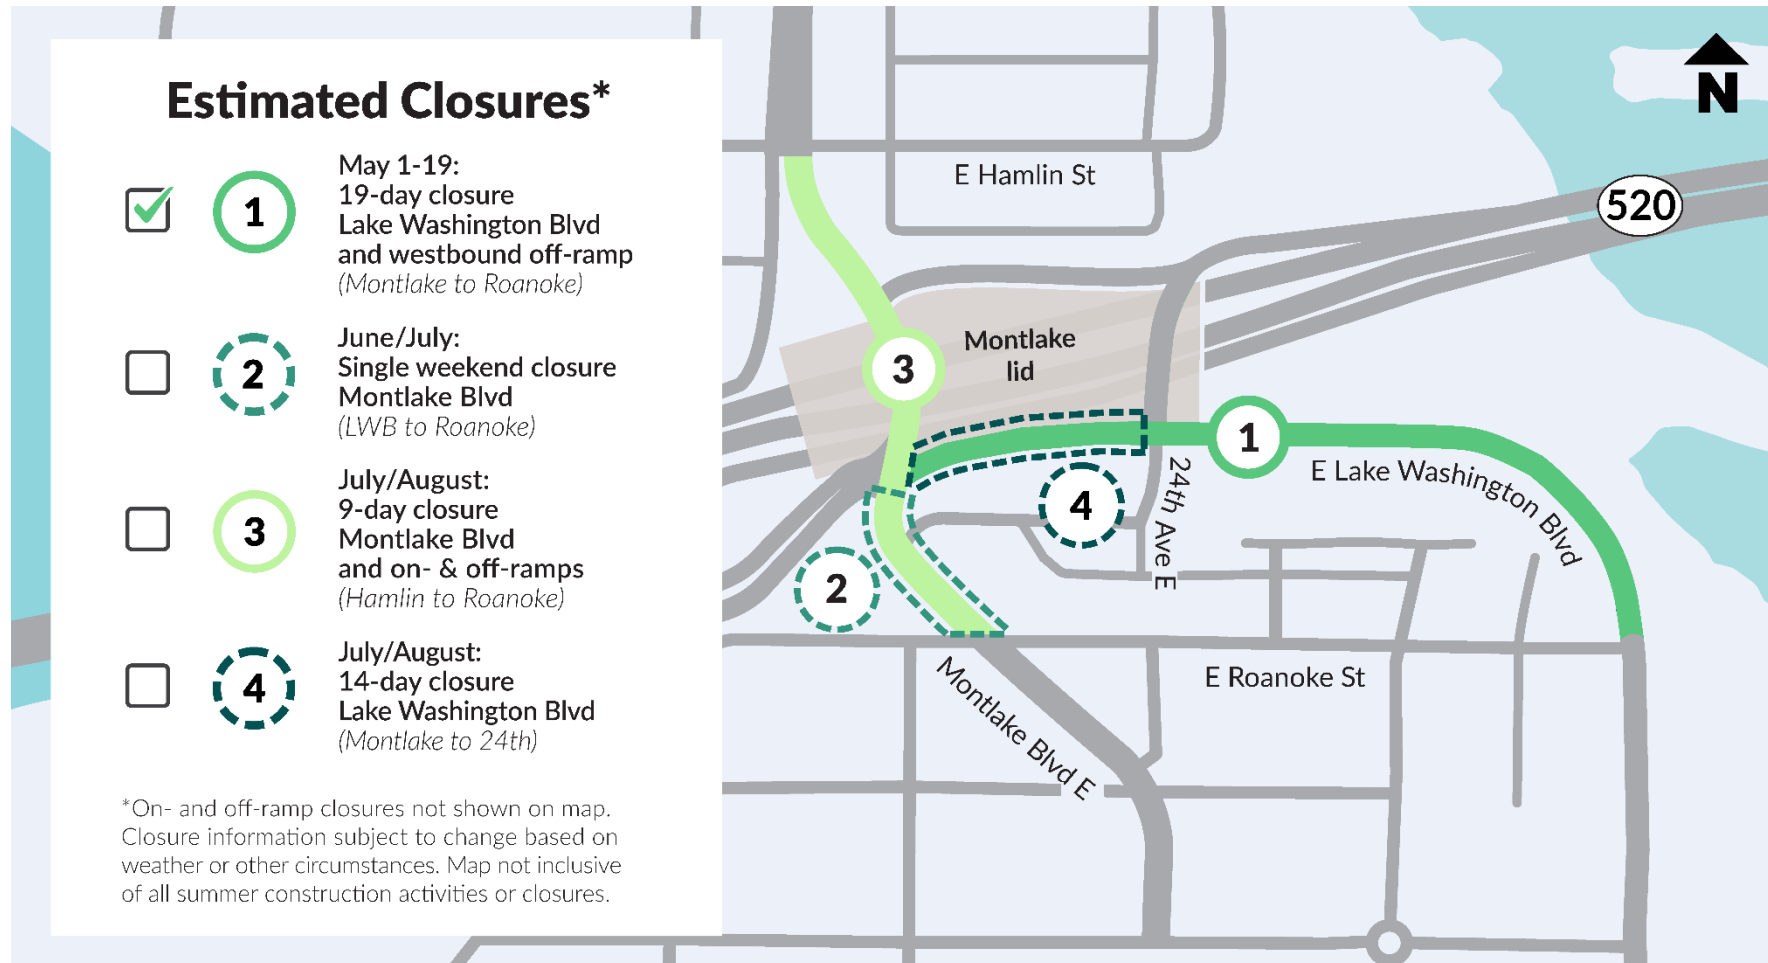 Estimated Closures*
1
May 1-19:
19-day closure
Lake Washington Blvd
and westbound off-ramp
(Montlake to Roanoke)
2
June/July:
Single weekend closure
Montlake Blvd
(LWB to Roanoke)
3
July/August:
9-day closure
Montlake Blvd
and on- & off-ramps
(Hamlin to Roanoke)
4
July/August:
14-day closure
Lake Washington Blvd
(Montlake to 24th)
*On- and off-ramp closures not shown on map.
Closure information subject to change based on
weather or other circumstances. Map not inclusive
of all summer construction activities or closures.
N
E Hamlin St
520
Montlake
lid
3
1
E Lake Washington Blvd
24th Ave E
4
2
E Roanoke St
Montlake Blvd E